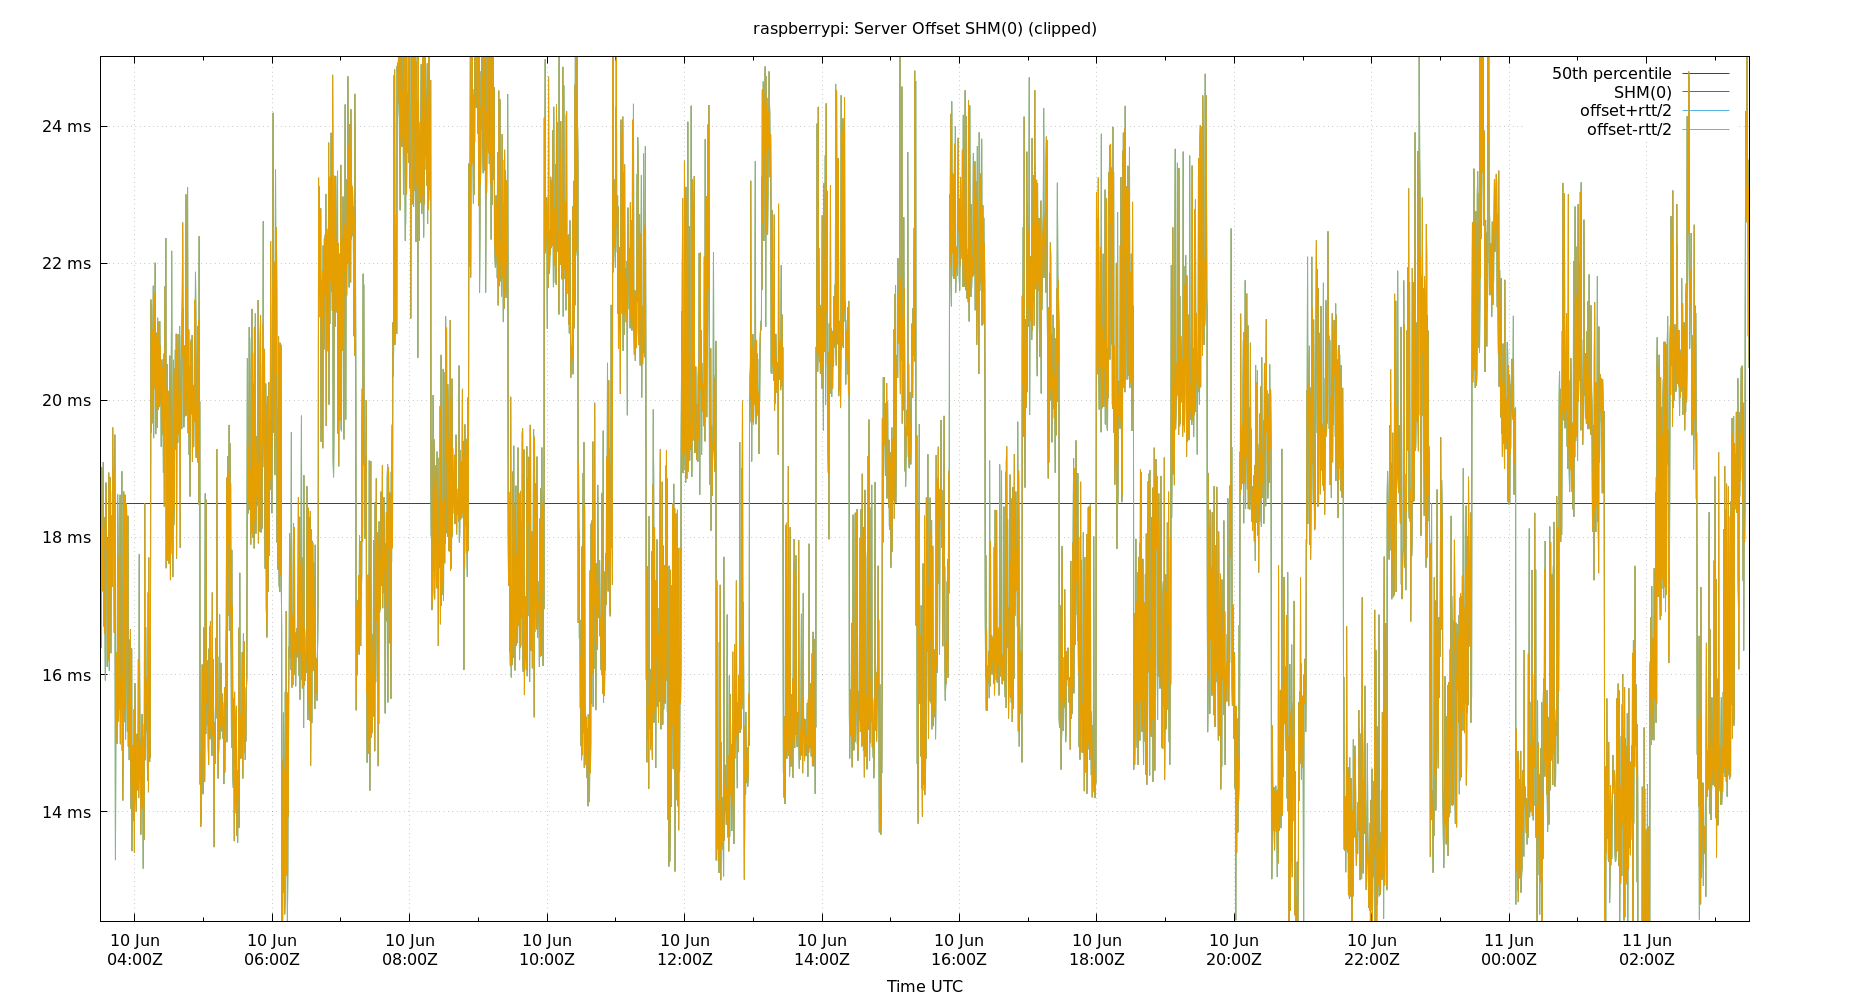 raspberrypi: Server Offset SHM(0) (clipped)
50th percentile
SHM(0)
offset+rtt/2
offset-rtt/2
24 ms
22 ms
20 ms
18 ms
16 ms
14 ms
10 Jun 10 Jun 10 Jun 10 Jun 10 Jun 10 Jun 10 Jun 10 Jun 10 Jun 10 Jun 11 Jun 11 Jun
04:00Z 06:00Z 08:00Z 10:00Z 12:00Z 14:00Z 16:00Z 18:00Z 20:00Z 22:00Z 00:00Z 02:00Z
Time UTC